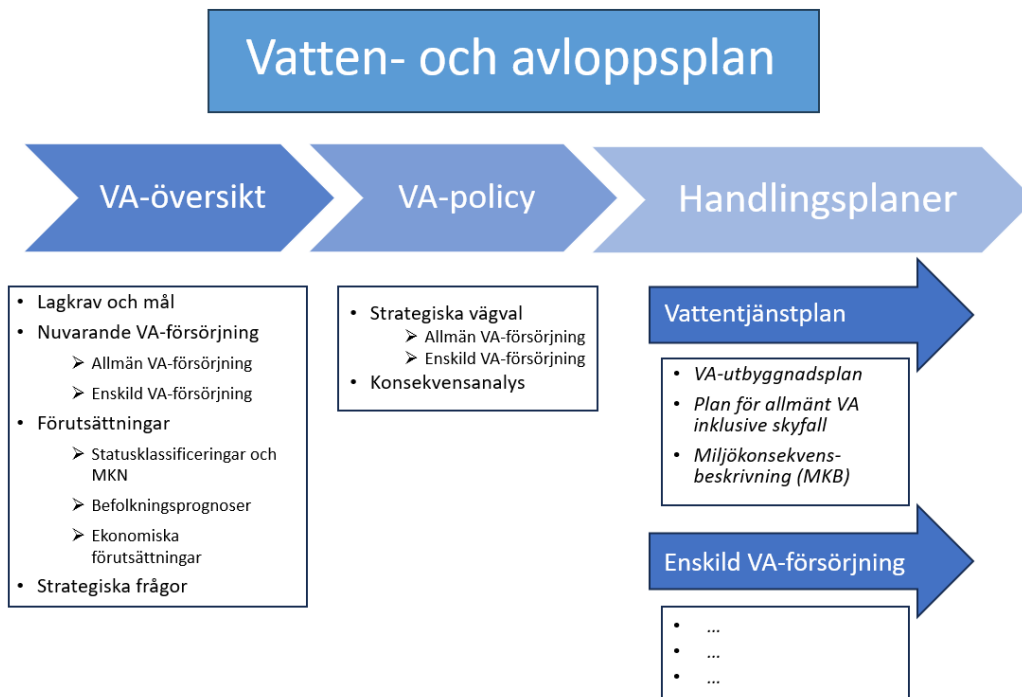 Vatten- och avloppsplan
VA-översikt
VA-policy
Handlingsplaner
• Lagkrav och mål
• Nuvarande VA-försörjning
➢ Allmän VA-försörjning
➢ Enskild VA-försörjning
• Förutsättningar
➢ Statusklassificeringar och
MKN
➢ Befolkningsprognoser
➢ Ekonomiska
förutsättningar
• Strategiska frågor
• Strategiska vägval
➢ Allmän VA-försörjning
➢ Enskild VA-försörjning
• Konsekvensanalys
Vattentjänstplan
• VA-utbyggnadsplan
• Plan för allmänt VA
inklusive skyfall
• Miljökonsekvens-
beskrivning (MKB)
Enskild VA-försörjning
• ...
• ...
• ...